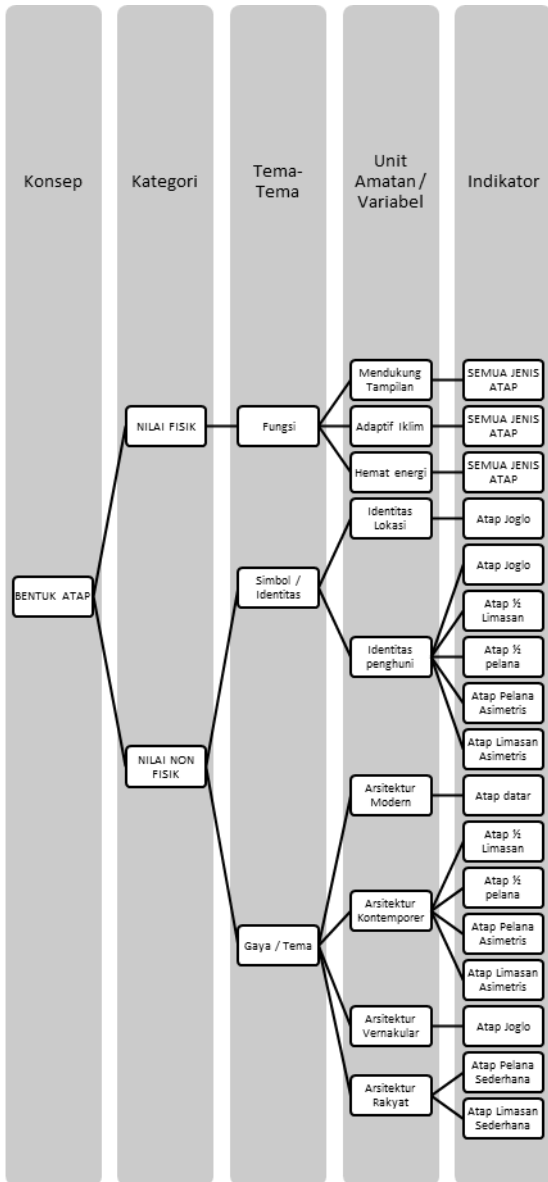 Konsep
Kategori
Tema-
Tema
Unit
Amatan /
Variabel
Indikator
BENTUK ATAP
NILAI FISIK
Fungsi
Mendukung
Tampilan
SEMUA JENIS
ATAP
Adaptif Iklim
SEMUA JENIS
ATAP
Hemat energi
SEMUA JENIS
ATAP
NILAI NON
FISIK
Simbol /
Identitas
Identitas
Lokasi
Atap Joglo
Identitas
penghuni
Atap Joglo
Atap ½
Limasan
Atap ½
pelana
Atap Pelana
Asimetris
Atap Limasan
Asimetris
Gaya / Tema
Arsitektur
Modern
Atap datar
Arsitektur
Kontemporer
Atap ½
Limasan
Atap ½
pelana
Atap Pelana
Asimetris
Atap Limasan
Asimetris
Arsitektur
Vernakular
Atap Joglo
Arsitektur
Rakyat
Atap Pelana
Sederhana
Atap Limasan
Sederhana